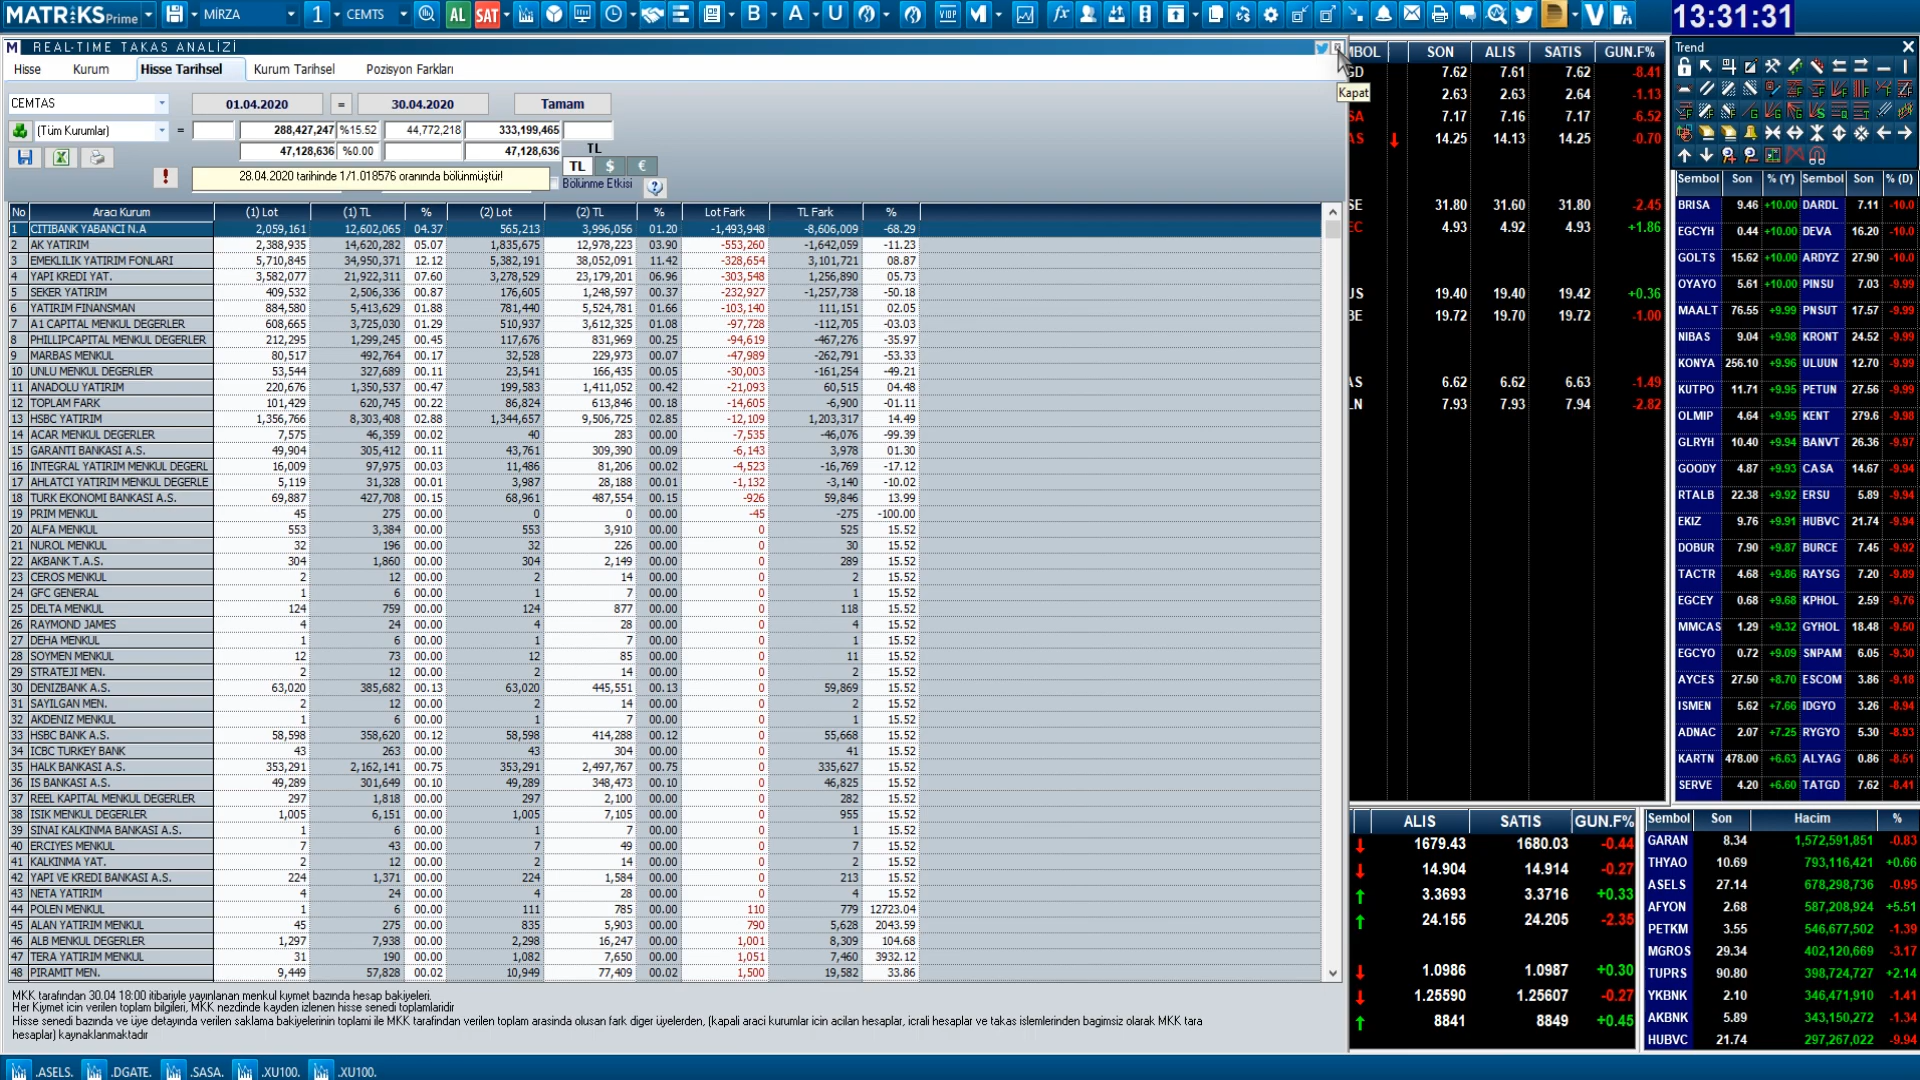 MATRiKS Prime MİRZA 1 CEMTS AL SAT B A U VIOP M fx V 13:31:31
M REAL-TIME TAKAS ANALİZİ
Hisse Kurum Hisse Tarihsel Kurum Tarihsel Pozisyon Farkları
Kapat
CEMTAS 01.04.2020 = 30.04.2020 Tamam
(Tüm Kurumlar) = 288,427,247 %15.52 44,772,218 333,199,465
47,128,636 %0.00 47,128,636 TL
TL $ €
! 28.04.2020 tarihinde 1/1.018576 oranında bölünmüştür! Bölünme Etkisi
No Aracı Kurum (1) Lot (1) TL % (2) Lot (2) TL % Lot Fark TL Fark %
1 CITIBANK YABANCI N.A 2,059,161 12,602,065 04.37 565,213 3,996,056 01.20 -1,493,948 -8,606,009 -68.29
2 AK YATIRIM 2,388,935 14,620,282 05.07 1,835,675 12,978,223 03.90 -553,260 -1,642,059 -11.23
3 EMEKLILIK YATIRIM FONLARI 5,710,845 34,950,371 12.12 5,382,191 38,052,091 11.42 -328,654 3,101,721 08.87
4 YAPI KREDI YAT. 3,582,077 21,922,311 07.60 3,278,529 23,179,201 06.96 -303,548 1,256,890 05.73
5 SEKER YATIRIM 409,532 2,506,336 00.87 176,605 1,248,597 00.37 -232,927 -1,257,738 -50.18
6 YATIRIM FINANSMAN 884,580 5,413,629 01.88 781,440 5,524,781 01.66 -103,140 111,151 02.05
7 A1 CAPITAL MENKUL DEGERLER 608,665 3,725,030 01.29 510,937 3,612,325 01.08 -97,728 -112,705 -03.03
8 PHILLIPCAPITAL MENKUL DEGERLER 212,295 1,299,245 00.45 117,676 831,969 00.25 -94,619 -467,276 -35.97
9 MARBAS MENKUL 80,517 492,764 00.17 32,528 229,973 00.07 -47,989 -262,791 -53.33
10 UNLU MENKUL DEGERLER 53,544 327,689 00.11 23,541 166,435 00.05 -30,003 -161,254 -49.21
11 ANADOLU YATIRIM 220,676 1,350,537 00.47 199,583 1,411,052 00.42 -21,093 60,515 04.48
12 TOPLAM FARK 101,429 620,745 00.22 86,824 613,846 00.18 -14,605 -6,900 -01.11
13 HSBC YATIRIM 1,356,766 8,303,408 02.88 1,344,657 9,506,725 02.85 -12,109 1,203,317 14.49
14 ACAR MENKUL DEGERLER 7,575 46,359 00.02 40 283 00.00 -7,535 -46,076 -99.39
15 GARANTI BANKASI A.S. 49,904 305,412 00.11 43,761 309,390 00.09 -6,143 3,978 01.30
16 INTEGRAL YATIRIM MENKUL DEGERL 16,009 97,975 00.03 11,486 81,206 00.02 -4,523 -16,769 -17.12
17 AHLATCI YATIRIM MENKUL DEGERLE 5,119 31,328 00.01 3,987 28,188 00.01 -1,132 -3,140 -10.02
18 TURK EKONOMI BANKASI A.S. 69,887 427,708 00.15 68,961 487,554 00.15 -926 59,846 13.99
19 PRIM MENKUL 45 275 00.00 0 0 00.00 -45 -275 -100.00
20 ALFA MENKUL 553 3,384 00.00 553 3,910 00.00 0 525 15.52
21 NUROL MENKUL 32 196 00.00 32 226 00.00 0 30 15.52
22 AKBANK T.A.S. 304 1,860 00.00 304 2,149 00.00 0 289 15.52
23 CEROS MENKUL 2 12 00.00 2 14 00.00 0 2 15.52
24 GFC GENERAL 1 6 00.00 1 7 00.00 0 1 15.52
25 DELTA MENKUL 124 759 00.00 124 877 00.00 0 118 15.52
26 RAYMOND JAMES 4 24 00.00 4 28 00.00 0 4 15.52
27 DEHA MENKUL 1 6 00.00 1 7 00.00 0 1 15.52
28 SOYMEN MENKUL 12 73 00.00 12 85 00.00 0 11 15.52
29 STRATEJI MEN. 2 12 00.00 2 14 00.00 0 2 15.52
30 DENIZBANK A.S. 63,020 385,682 00.13 63,020 445,551 00.13 0 59,869 15.52
31 SAYILGAN MEN. 2 12 00.00 2 14 00.00 0 2 15.52
32 AKDENIZ MENKUL 1 6 00.00 1 7 00.00 0 1 15.52
33 HSBC BANK A.S. 58,598 358,620 00.12 58,598 414,288 00.12 0 55,668 15.52
34 ICBC TURKEY BANK 43 263 00.00 43 304 00.00 0 41 15.52
35 HALK BANKASI A.S. 353,291 2,162,141 00.75 353,291 2,497,767 00.75 0 335,627 15.52
36 IS BANKASI A.S. 49,289 301,649 00.10 49,289 348,473 00.10 0 46,825 15.52
37 REEL KAPITAL MENKUL DEGERLER 297 1,818 00.00 297 2,100 00.00 0 282 15.52
38 ISIK MENKUL DEGERLER 1,005 6,151 00.00 1,005 7,105 00.00 0 955 15.52
39 SINAI KALKINMA BANKASI A.S. 1 6 00.00 1 7 00.00 0 1 15.52
40 ERCIYES MENKUL 7 43 00.00 7 49 00.00 0 7 15.52
41 KALKINMA YAT. 2 12 00.00 2 14 00.00 0 2 15.52
42 YAPI VE KREDI BANKASI A.S. 224 1,371 00.00 224 1,584 00.00 0 213 15.52
43 NETA YATIRIM 4 24 00.00 4 28 00.00 0 4 15.52
44 POLEN MENKUL 1 6 00.00 111 785 00.00 110 779 12723.04
45 ALAN YATIRIM MENKUL 45 275 00.00 835 5,903 00.00 790 5,628 2043.59
46 ALB MENKUL DEGERLER 1,297 7,938 00.00 2,298 16,247 00.00 1,001 8,309 104.68
47 TERA YATIRIM MENKUL 31 190 00.00 1,082 7,650 00.00 1,051 7,460 3932.12
48 PIRAMIT MEN. 9,449 57,828 00.02 10,949 77,409 00.02 1,500 19,582 33.86
MKK tarafından 30.04 18:00 itibariyle yayınlanan menkul kıymet bazında hesap bakiyeleri.
Her Kıymet icin verilen toplam bilgileri, MKK nezdinde kayden izlenen hisse senedi toplamlarıdir
Hisse senedi bazında ve üye detayında verilen saklama bakiyelerinin toplami ile MKK tarafından verilen toplam arasinda olusan fark diger uyelerden, (kapali araci kurumlar icin acilan hesaplar, icrali hesaplar ve takas islemlerinden bagimsiz olarak MKK tara
hesaplar) kaynaklanmaktadır
MBOL SON ALIS SATIS GUN.F%
GD 7.62 7.61 7.62 -8.41
2.63 2.63 2.64 -1.13
SA 7.17 7.16 7.17 -6.52
AS 14.25 14.13 14.25 -0.70
SE 31.80 31.60 31.80 -2.45
EC 4.93 4.92 4.93 +1.86
US 19.40 19.40 19.42 +0.36
BE 19.72 19.70 19.72 -1.00
AS 6.62 6.62 6.63 -1.49
LN 7.93 7.93 7.94 -2.82
ALIS SATIS GUN.F%
1679.43 1680.03 -0.44
14.904 14.914 -0.27
3.3693 3.3716 +0.33
24.155 24.205 -2.35
1.0986 1.0987 +0.30
1.25590 1.25607 -0.27
8841 8849 +0.45
Trend
Sembol Son % (Y) Sembol Son % (D)
BRISA 9.46 +10.00 DARDL 7.11 -10.0
EGCYH 0.44 +10.00 DEVA 16.20 -10.0
GOLTS 15.62 +10.00 ARDYZ 27.90 -10.0
OYAYO 5.61 +10.00 PINSU 7.03 -9.99
MAALT 76.55 +9.99 PNSUT 17.57 -9.99
NIBAS 9.04 +9.98 KRONT 24.52 -9.99
KONYA 256.10 +9.96 ULUUN 12.70 -9.99
KUTPO 11.71 +9.95 PETUN 27.56 -9.99
OLMIP 4.64 +9.95 KENT 279.6 -9.98
GLRYH 10.40 +9.94 BANVT 26.36 -9.97
GOODY 4.87 +9.93 CASA 14.67 -9.94
RTALB 22.38 +9.92 ERSU 5.89 -9.94
EKIZ 9.76 +9.91 HUBVC 21.74 -9.94
DOBUR 7.90 +9.87 BURCE 7.45 -9.92
TACTR 4.68 +9.86 RAYSG 7.20 -9.89
EGCEY 0.68 +9.68 KPHOL 2.59 -9.76
MMCAS 1.29 +9.32 GYHOL 18.48 -9.50
EGCYO 0.72 +9.09 SNPAM 6.05 -9.30
AYCES 27.50 +8.70 ESCOM 3.86 -9.18
ISMEN 5.62 +7.66 IDGYO 3.26 -8.94
ADNAC 2.07 +7.25 RYGYO 5.30 -8.93
KARTN 478.00 +6.63 ALYAG 0.86 -8.51
SERVE 4.20 +6.60 TATGD 7.62 -8.41
Sembol Son Hacim %
GARAN 8.34 1,572,591,851 -0.83
THYAO 10.69 793,116,421 +0.66
ASELS 27.14 678,298,736 -0.95
AFYON 2.68 587,208,924 +5.51
PETKM 3.55 546,677,502 -1.39
MGROS 29.34 402,120,669 -3.17
TUPRS 90.80 398,724,727 +2.14
YKBNK 2.10 346,471,910 -1.41
AKBNK 5.89 343,150,272 -1.34
HUBVC 21.74 297,267,022 -9.94
.ASELS. .DGATE. .SASA. .XU100. .XU100.